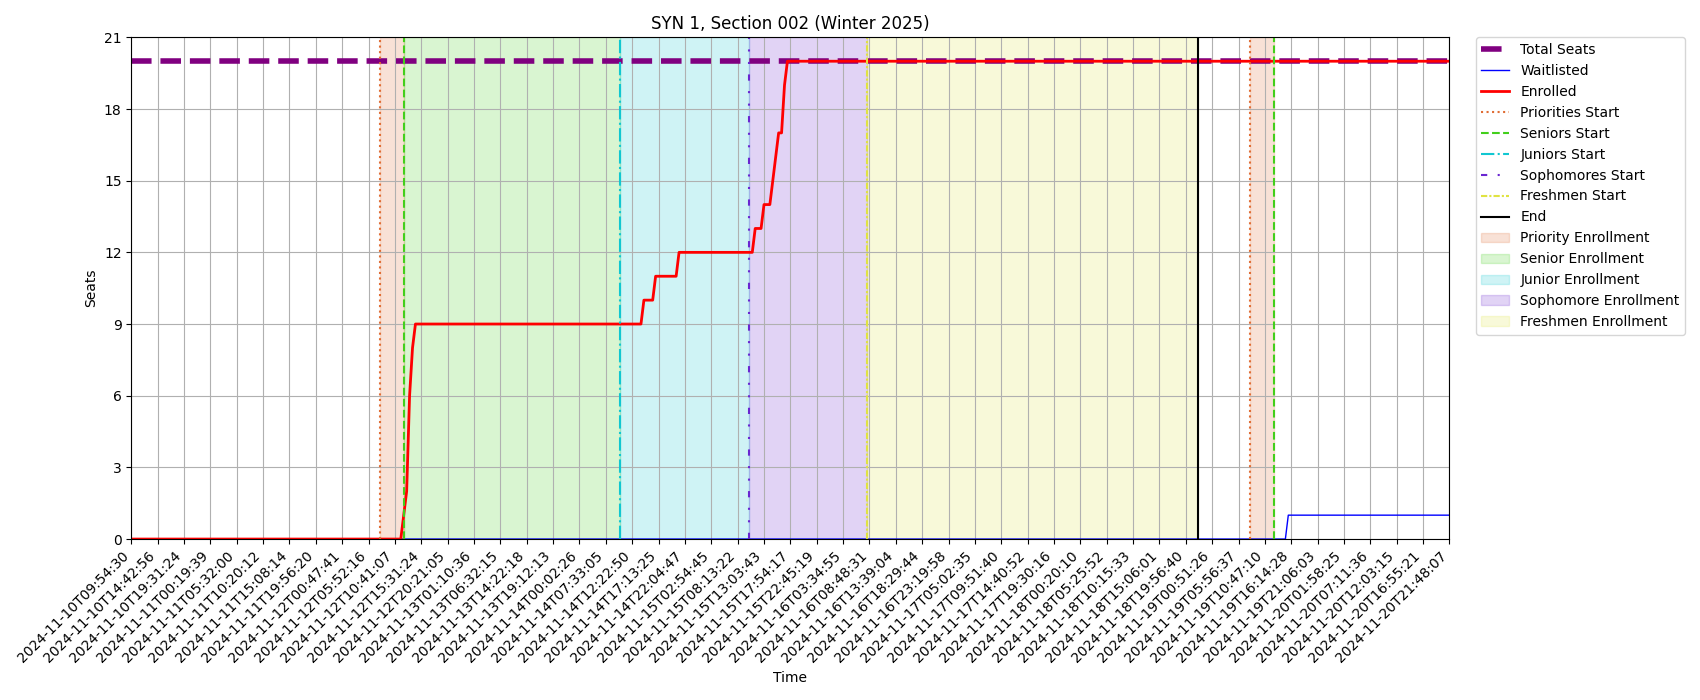 SYN 1, Section 002 (Winter 2025)
21
18
15
12
9
6
3
0
Seats
2024-11-10T09:54:30
2024-11-10T14:42:56
2024-11-10T19:31:24
2024-11-11T00:19:39
2024-11-11T05:32:00
2024-11-11T10:20:12
2024-11-11T15:08:14
2024-11-11T19:56:20
2024-11-12T00:47:41
2024-11-12T05:52:16
2024-11-12T10:41:07
2024-11-12T15:31:24
2024-11-12T20:21:05
2024-11-13T01:10:36
2024-11-13T06:32:15
2024-11-13T14:22:18
2024-11-13T19:12:13
2024-11-14T00:02:26
2024-11-14T07:33:05
2024-11-14T12:22:50
2024-11-14T17:13:25
2024-11-14T22:04:47
2024-11-15T02:54:45
2024-11-15T08:13:22
2024-11-15T13:03:43
2024-11-15T17:54:17
2024-11-15T22:45:19
2024-11-16T03:34:55
2024-11-16T08:48:31
2024-11-16T13:39:04
2024-11-16T18:29:44
2024-11-16T23:19:58
2024-11-17T05:02:35
2024-11-17T09:51:40
2024-11-17T14:40:52
2024-11-17T19:30:16
2024-11-18T00:20:10
2024-11-18T05:25:52
2024-11-18T10:15:33
2024-11-18T15:06:01
2024-11-18T19:56:40
2024-11-19T00:51:26
2024-11-19T05:56:37
2024-11-19T10:47:10
2024-11-19T16:14:28
2024-11-19T21:06:03
2024-11-20T01:58:25
2024-11-20T07:11:36
2024-11-20T12:03:15
2024-11-20T16:55:21
2024-11-20T21:48:07
Time
Total Seats
Waitlisted
Enrolled
Priorities Start
Seniors Start
Juniors Start
Sophomores Start
Freshmen Start
End
Priority Enrollment
Senior Enrollment
Junior Enrollment
Sophomore Enrollment
Freshmen Enrollment